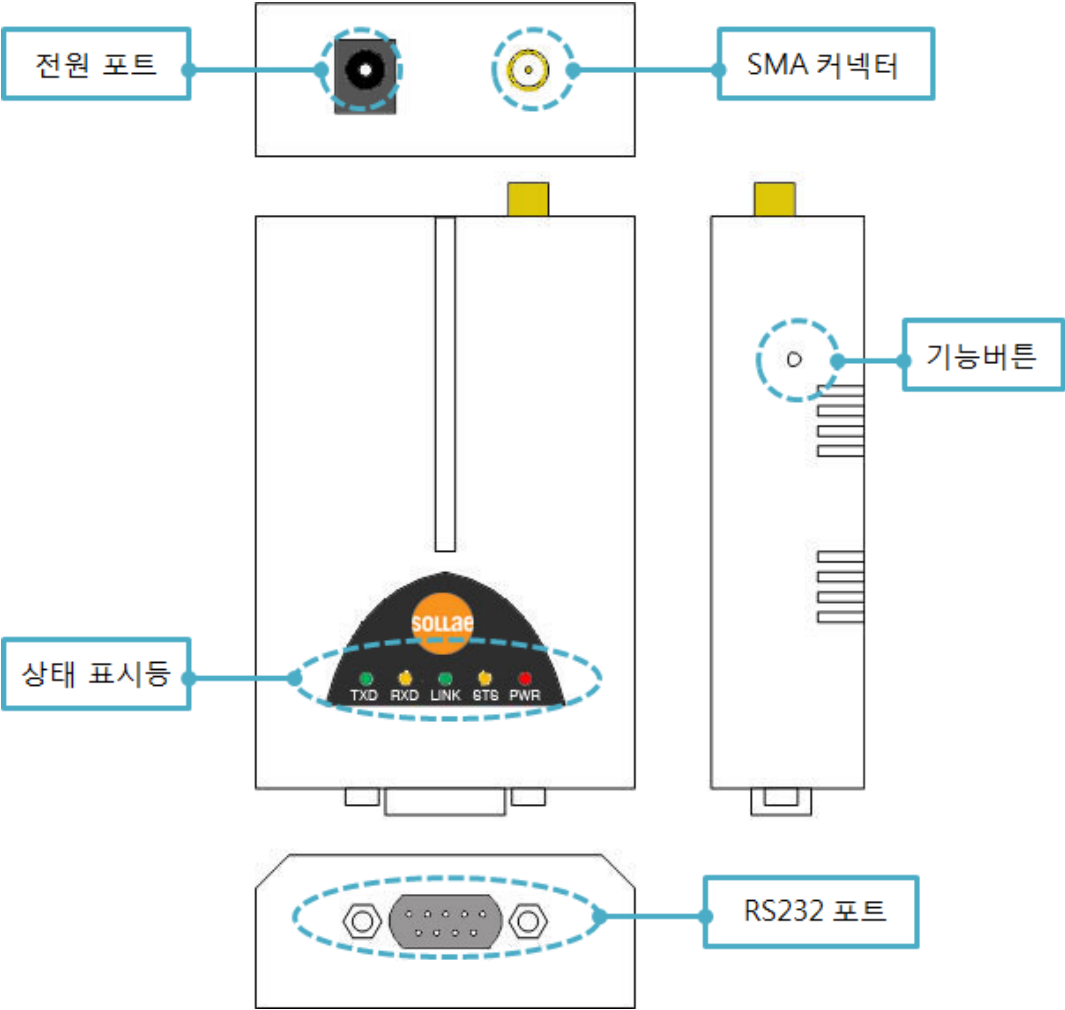 전원 포트
SMA 커넥터
기능버튼
sollae
상태 표시등
TXD RXD LINK STS PWR
RS232 포트